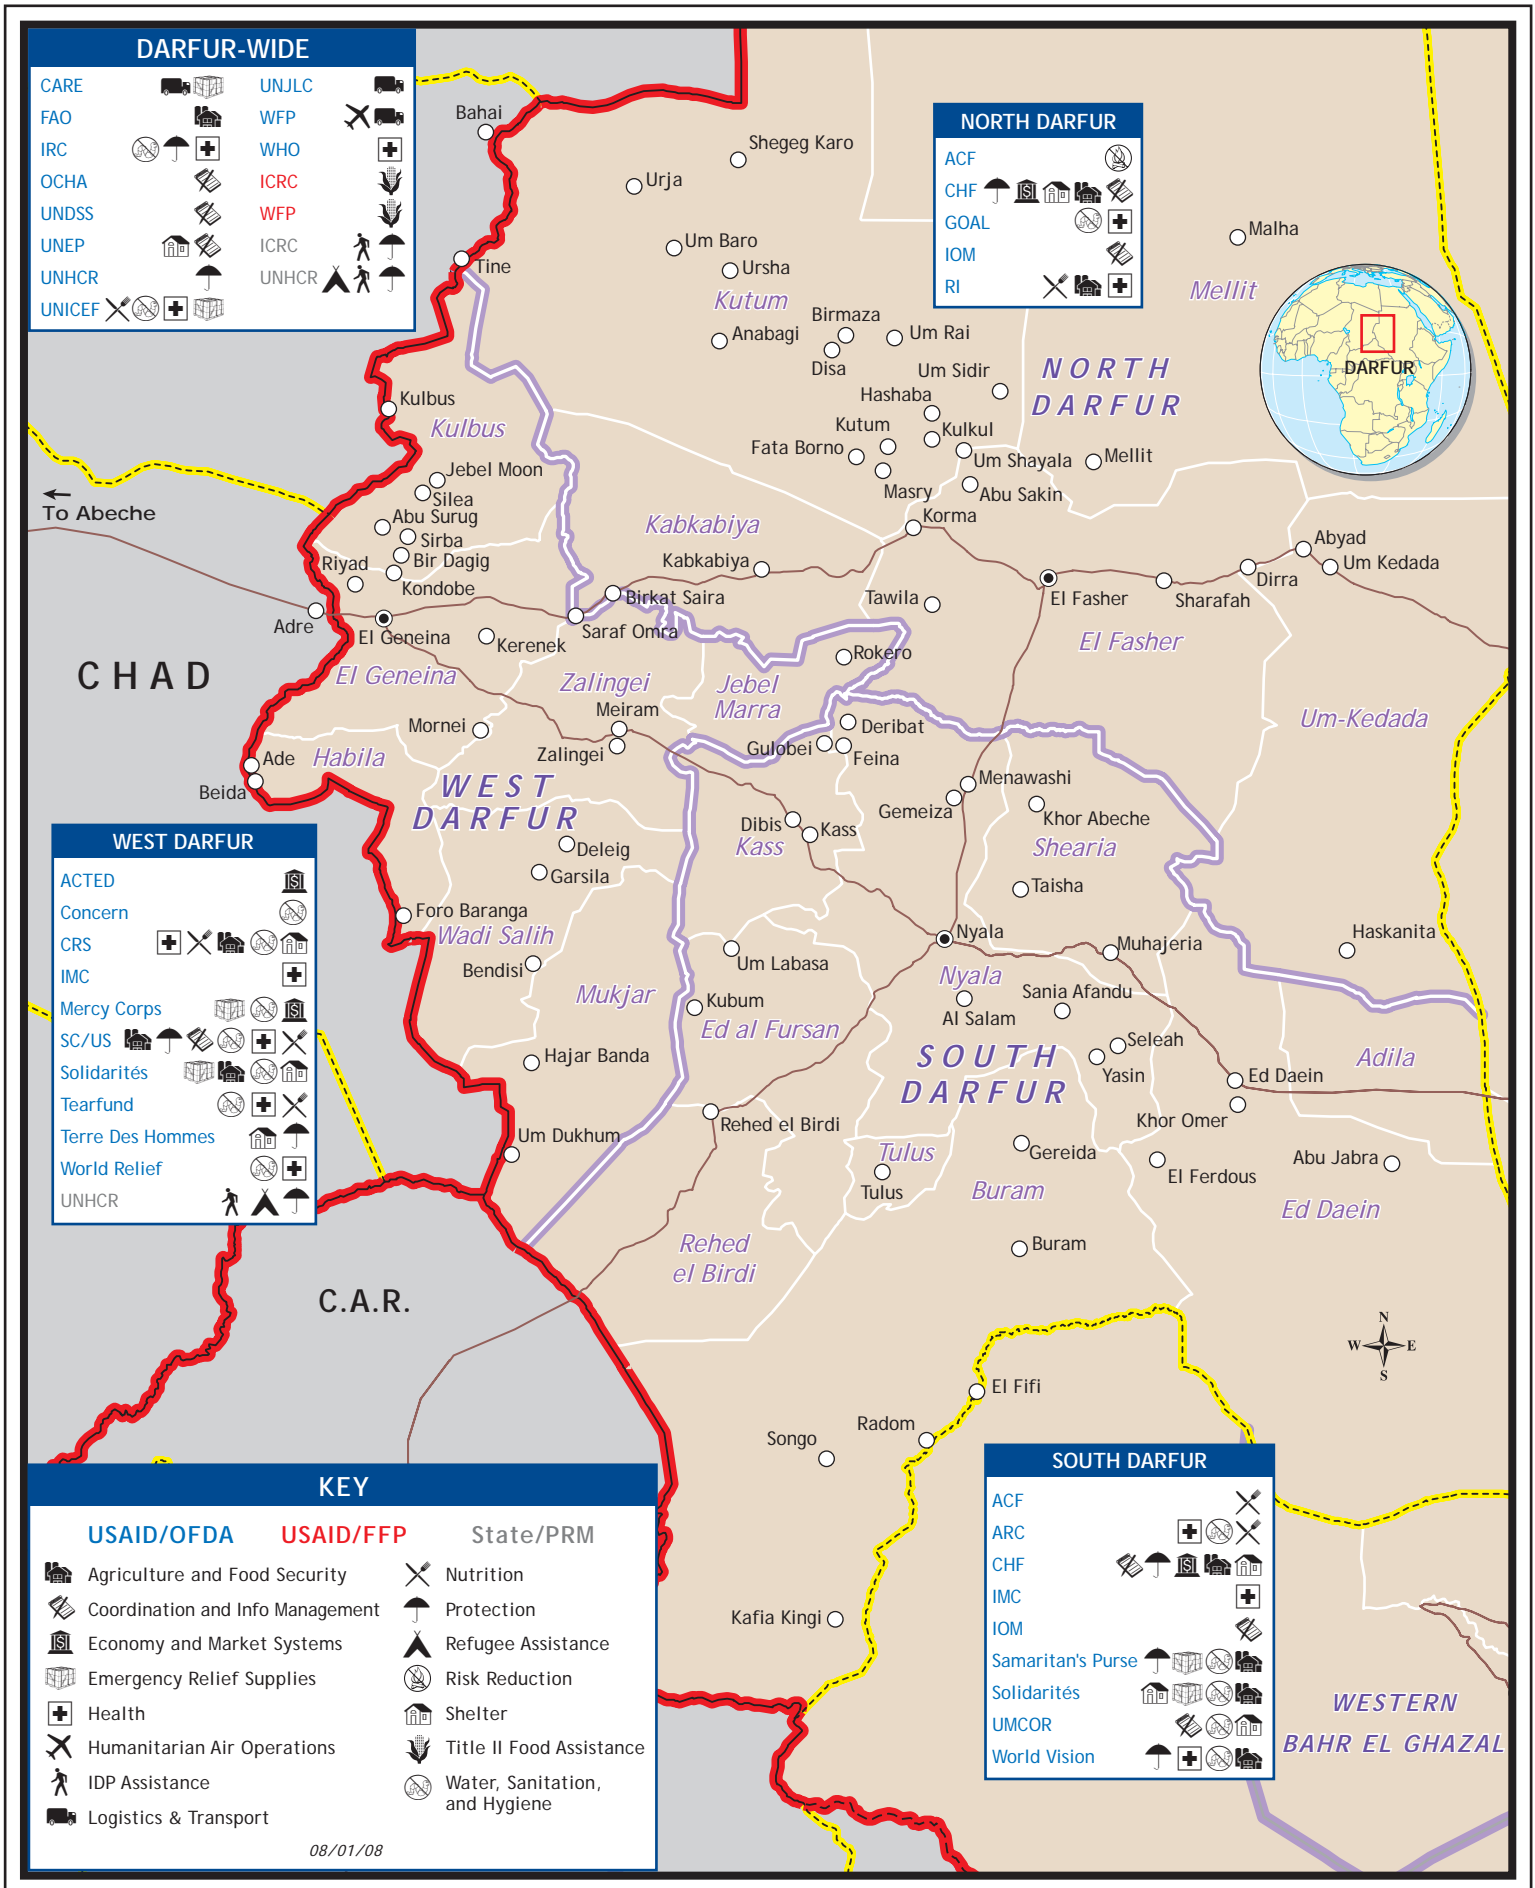 DARFUR-WIDE
CARE
FAO
IRC
OCHA
UNDSS
UNEP
UNHCR
UNICEF
UNJLC
WFP
WHO
ICRC
WFP
ICRC
UNHCR
NORTH DARFUR
ACF
CHF
GOAL
IOM
RI
Bahai
Shegeg Karo
Urja
Um Baro
Ursha
Tine
Kutum
Malha
Mellit
Anabagi
Birmaza
Disa
Um Rai
Um Sidir
NORTH
DARFUR
DARFUR
Hashaba
Kulbus
Kulbus
Kutum
Kulkul
Fata Borno
Um Shayala
Mellit
Masry
Abu Sakin
Jebel Moon
Silea
To Abeche
Abu Surug
Sirba
Bir Dagig
Riyad
Kondobe
Kabkabiya
Kabkabiya
Korma
Abyad
Um Kedada
Dirra
Sharafah
El Fasher
El Fasher
Tawila
Birkat Saira
Saraf Omra
Adre
El Geneina
Kerenek
CHAD
El Geneina
Zalingei
Jebel
Marra
Rokero
Um-Kedada
Meiram
Mornei
Zalingei
Deribat
Gulobei
Feina
Habila
Ade
Beida
WEST
DARFUR
Menawashi
Gemeiza
Khor Abeche
Shearia
Dibis
Kass
Kass
Deleig
Garsila
Taisha
Foro Baranga
Wadi Salih
Bendisi
Nyala
Nyala
Muhajeria
Haskanita
Um Labasa
Mukjar
Kubum
Ed al Fursan
Al Salam
Sania Afandu
Seleah
Yasin
SOUTH
DARFUR
Adila
Ed Daein
Khor Omer
Hajar Banda
Rehed el Birdi
Um Dukhum
Tulus
Tulus
Gereida
El Ferdous
Abu Jabra
Buram
Ed Daein
Buram
Rehed
el Birdi
WEST DARFUR
ACTED
Concern
CRS
IMC
Mercy Corps
SC/US
Solidarités
Tearfund
Terre Des Hommes
World Relief
UNHCR
C.A.R.
N
W
E
S
El Fifi
Radom
Songo
Kafia Kingi
SOUTH DARFUR
ACF
ARC
CHF
IMC
IOM
Samaritan's Purse
Solidarités
UMCOR
World Vision
WESTERN
BAHR EL GHAZAL
KEY
USAID/OFDA USAID/FFP State/PRM
Agriculture and Food Security
Coordination and Info Management
Economy and Market Systems
Emergency Relief Supplies
Health
Humanitarian Air Operations
IDP Assistance
Logistics & Transport
Nutrition
Protection
Refugee Assistance
Risk Reduction
Shelter
Title II Food Assistance
Water, Sanitation,
and Hygiene
08/01/08